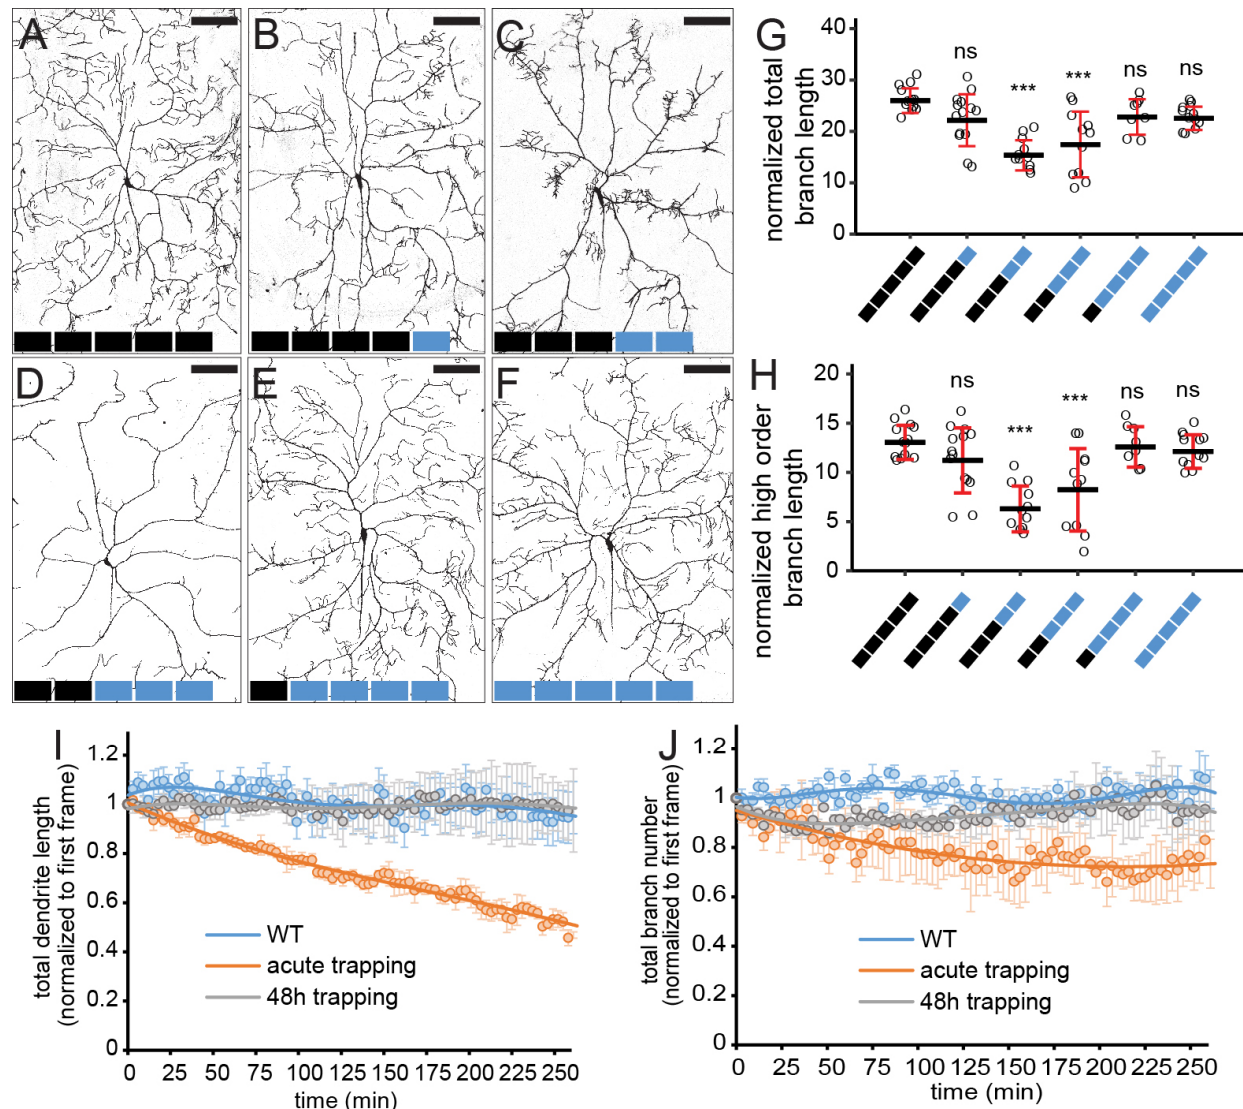 A
B
C
D
E
F
G
normalized total
branch length
40
30
20
10
0
ns
***
***
ns
ns
H
normalized high order
branch length
20
15
10
5
0
ns
***
***
ns
ns
I
total dendrite length
(normalized to first frame)
1.2
1
0.8
0.6
0.4
0.2
0
WT
acute trapping
48h trapping
0 25 50 75 100 125 150 175 200 225 250
time (min)
J
total branch number
(normalized to first frame)
1.2
1
0.8
0.6
0.4
0.2
0
WT
acute trapping
48h trapping
0 25 50 75 100 125 150 175 200 225 250
time (min)